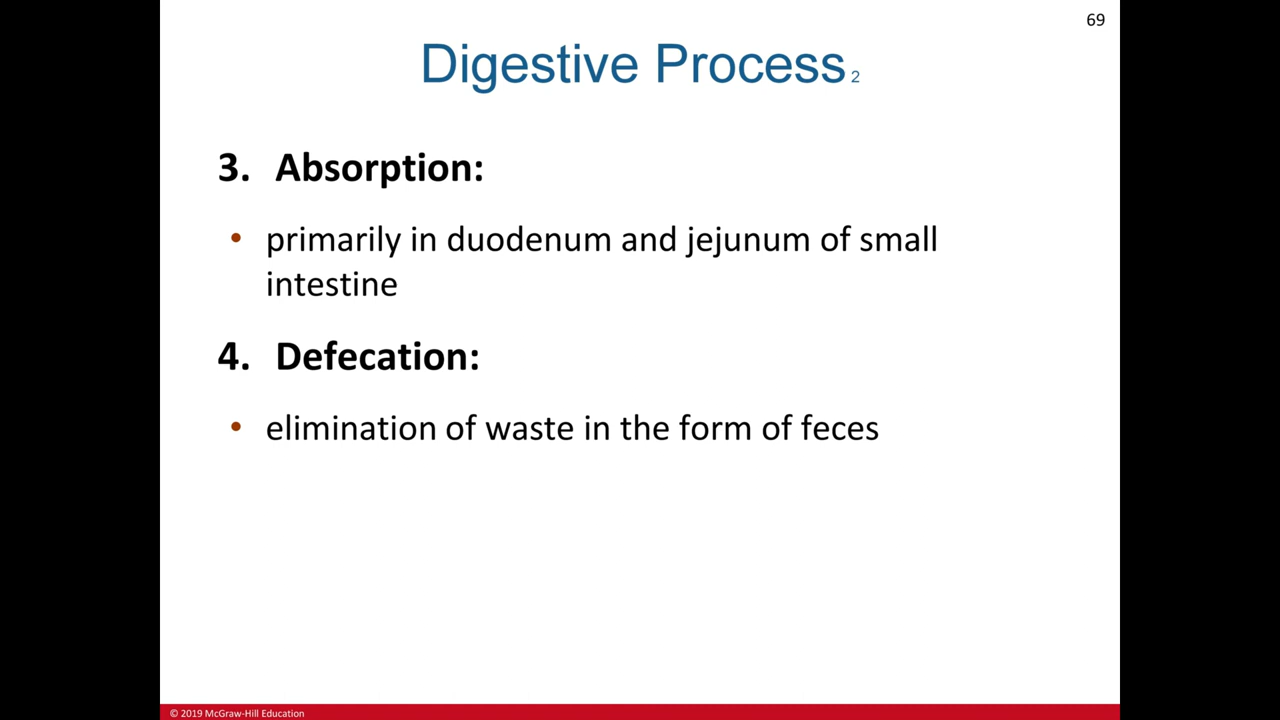 69
Digestive Process 2
3. Absorption:
• primarily in duodenum and jejunum of small
intestine
4. Defecation:
• elimination of waste in the form of feces
© 2019 McGraw-Hill Education